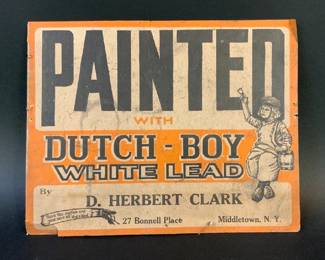 PAINTED
WITH
DUTCH-BOY
WHITE LEAD
By
D. HERBERT CLARK
27 Bonnell Place Middletown, N. Y.